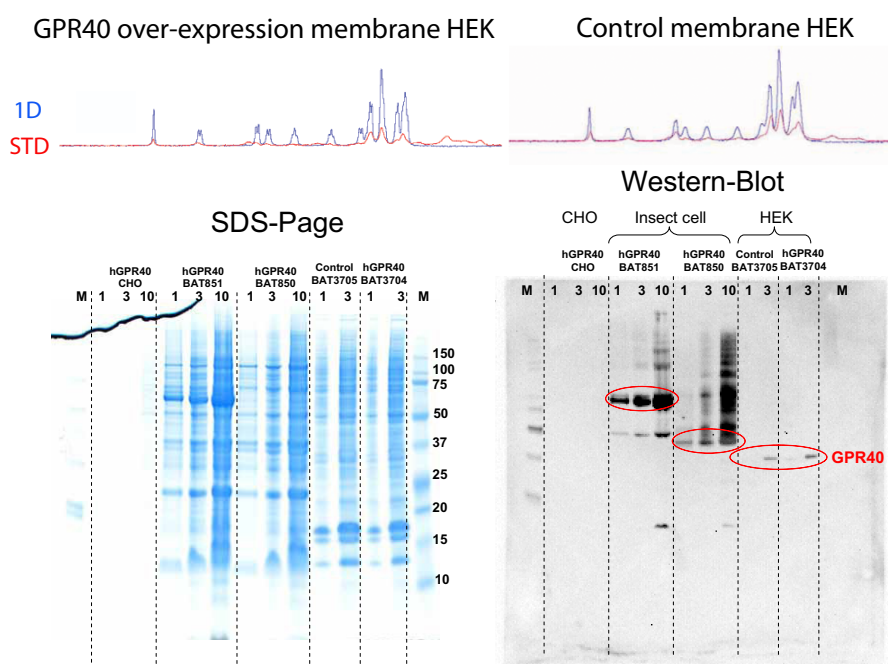 GPR40 over-expression membrane HEK
Control membrane HEK
1D
STD
SDS-Page
hGPR40
CHO
hGPR40
BAT851
hGPR40
BAT850
Control
BAT3705
hGPR40
BAT3704
M 1 3 10 1 3 10 1 3 10 1 3 1 3 M
150
100
75
50
37
25
20
15
10
Western-Blot
CHO Insect cell HEK
hGPR40
CHO
hGPR40
BAT851
hGPR40
BAT850
Control
BAT3705
hGPR40
BAT3704
M 1 3 10 1 3 10 1 3 10 1 3 1 3 M
GPR40